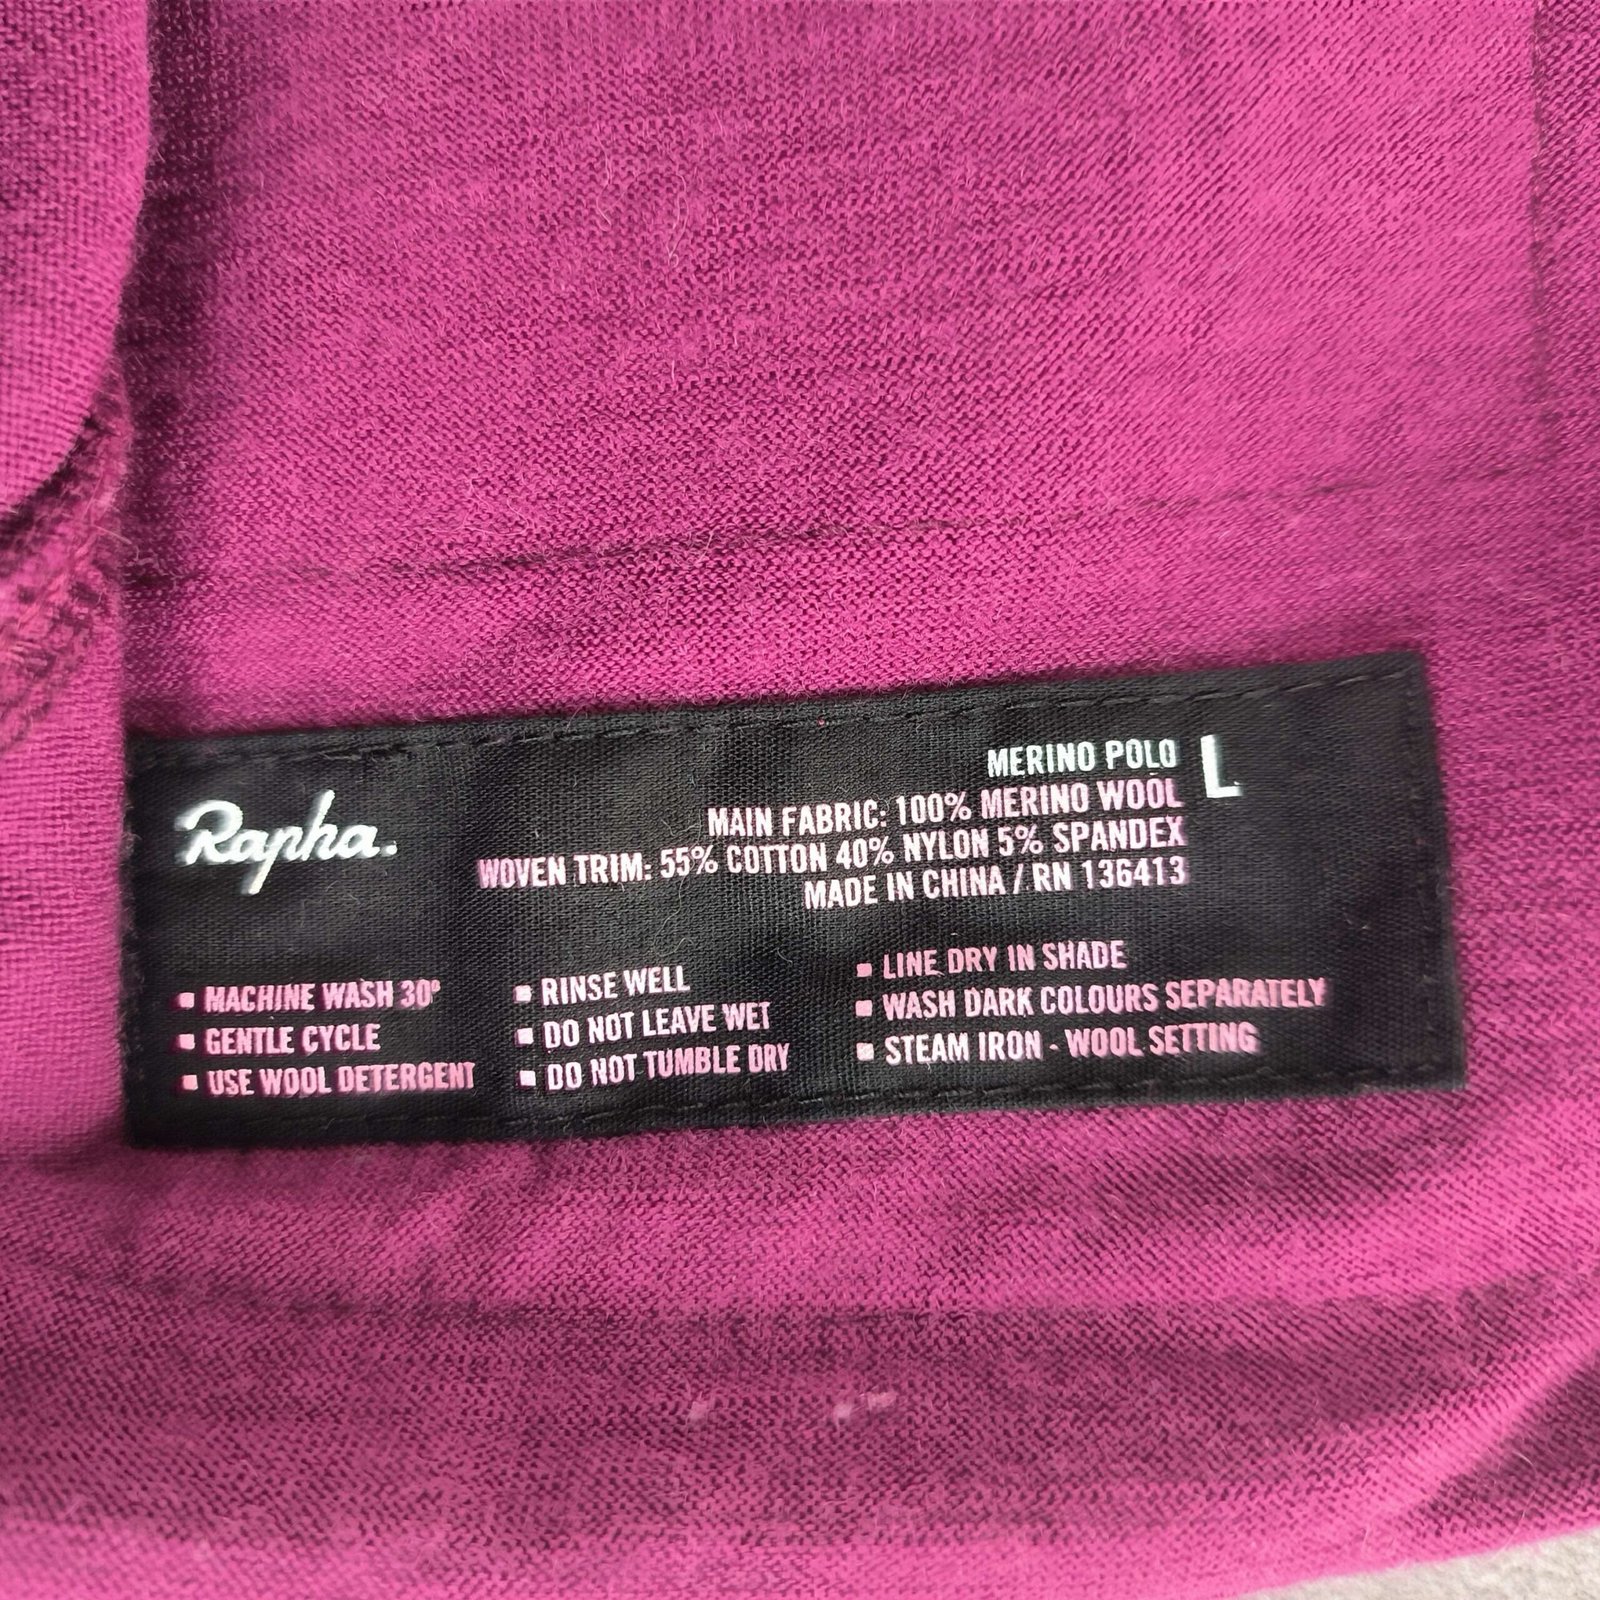 Rapha.
MERINO POLO L
MAIN FABRIC: 100% MERINO WOOL
WOVEN TRIM: 55% COTTON 40% NYLON 5% SPANDEX
MADE IN CHINA / RN 136413
▪ MACHINE WASH 30°
▪ GENTLE CYCLE
▪ USE WOOL DETERGENT
▪ RINSE WELL
▪ DO NOT LEAVE WET
▪ DO NOT TUMBLE DRY
▪ LINE DRY IN SHADE
▪ WASH DARK COLOURS SEPARATELY
▪ STEAM IRON - WOOL SETTING